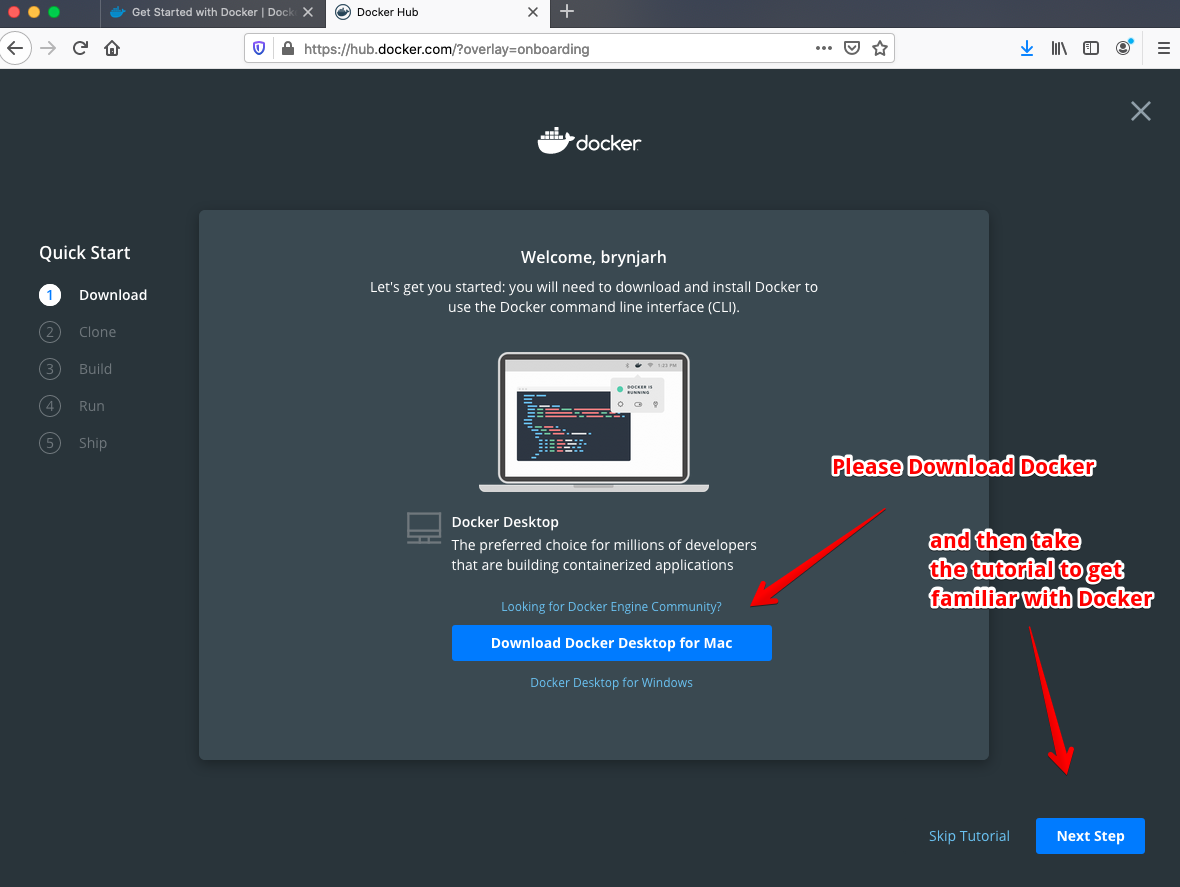 Get Started with Docker | Dock
Docker Hub
https://hub.docker.com/?overlay=onboarding
docker
Quick Start
1 Download
2 Clone
3 Build
4 Run
5 Ship
Welcome, brynjarh
Let's get you started: you will need to download and install Docker to
use the Docker command line interface (CLI).
1:23 PM
DOCKER IS
RUNNING
Please Download Docker
Docker Desktop
The preferred choice for millions of developers
that are building containerized applications
and then take
the tutorial to get
familiar with Docker
Looking for Docker Engine Community?
Download Docker Desktop for Mac
Docker Desktop for Windows
Skip Tutorial
Next Step